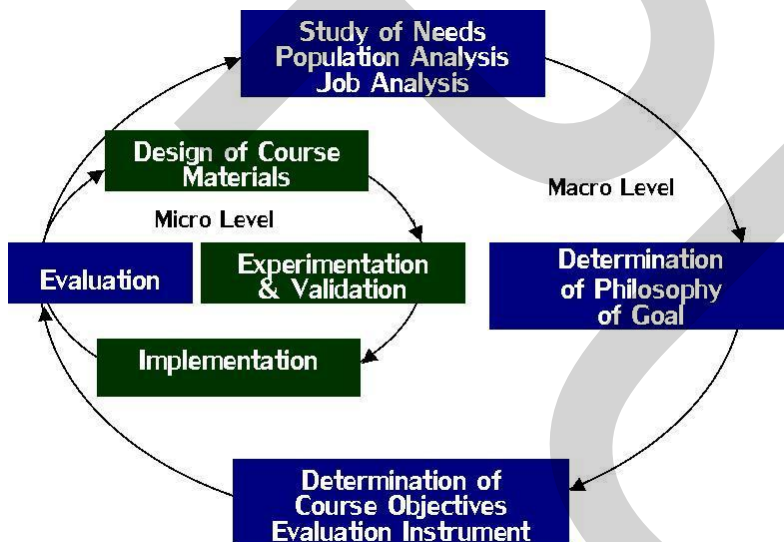 Study of Needs
Population Analysis
Job Analysis
Design of Course
Materials
Macro Level
Micro Level
Evaluation
Experimentation
& Validation
Determination
of Philosophy
of Goal
Implementation
Determination of
Course Objectives
Evaluation Instrument